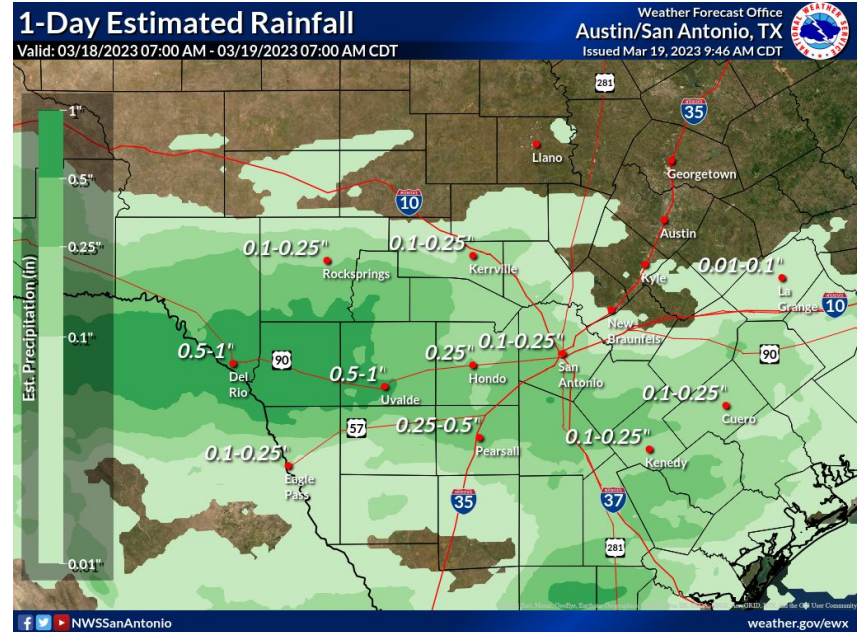 1-Day Estimated Rainfall
Valid: 03/18/2023 07:00 AM - 03/19/2023 07:00 AM CDT
Weather Forecast Office
Austin/San Antonio, TX
Issued Mar 19, 2023 9:46 AM CDT
NATIONAL WEATHER SERVICE
Est. Precipitation (in)
1"
0.5"
0.25"
0.1"
0.01"
281
35
Llano
Georgetown
10
Austin
0.1-0.25"
Rocksprings
0.1-0.25"
Kerrville
Kyle
0.01-0.1"
La
Grange
10
New
Braunfels
0.5-1"
Del
Rio
90
0.5-1"
Uvalde
0.25"
Hondo
0.1-0.25"
San
Antonio
90
0.1-0.25"
Cuero
57
0.25-0.5"
Pearsall
0.1-0.25"
Kenedy
0.1-0.25"
Eagle
Pass
35
37
281
NWSSanAntonio
weather.gov/ewx